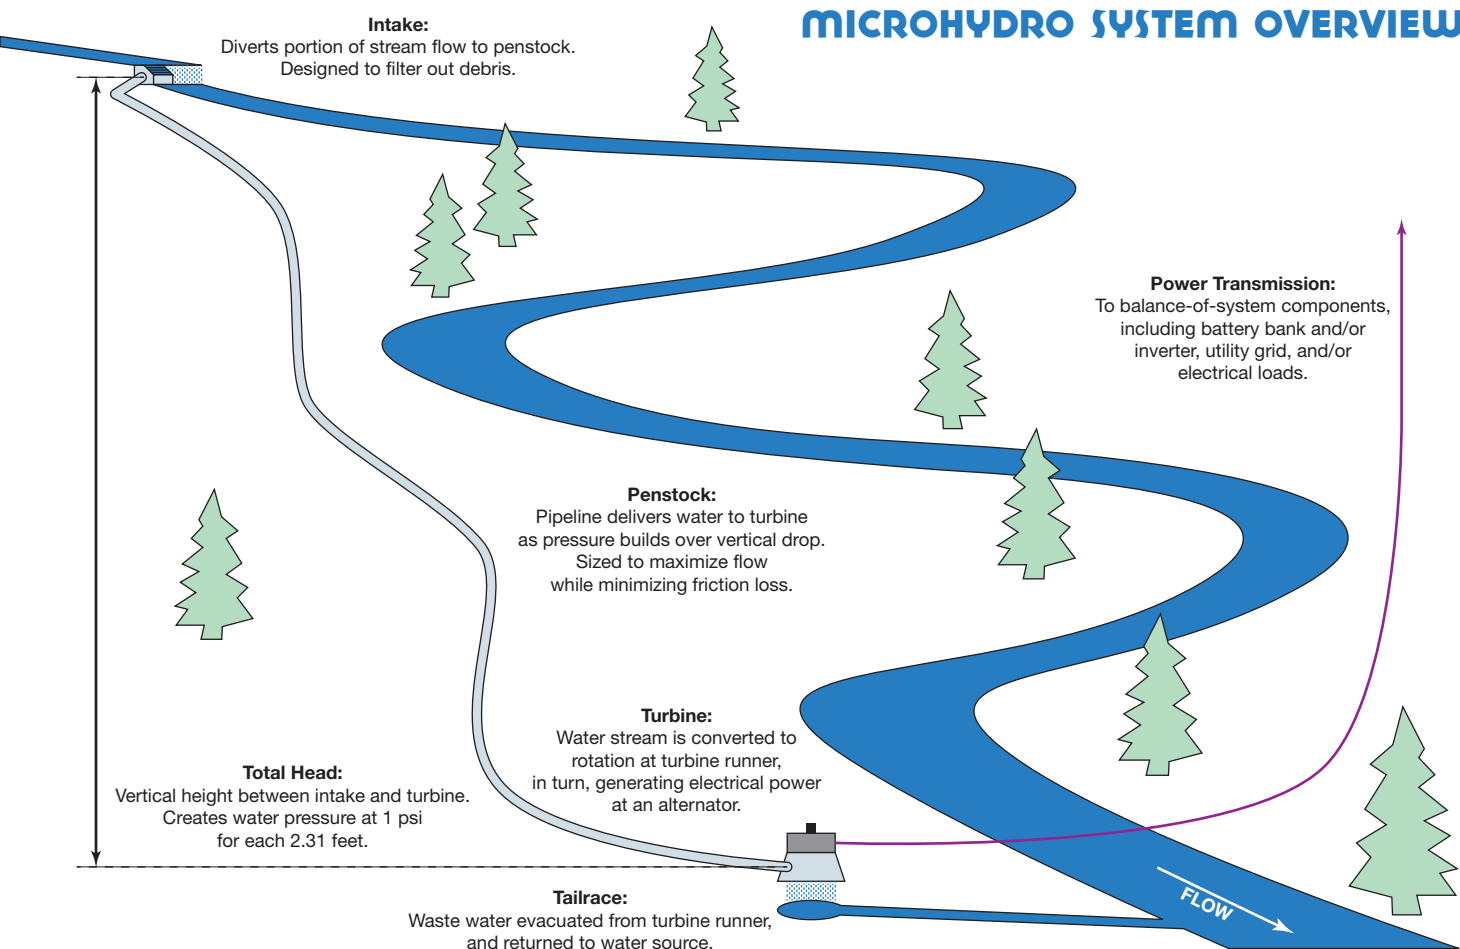 MICROHYDRO SYSTEM OVERVIEW
Intake:
Diverts portion of stream flow to penstock.
Designed to filter out debris.
Power Transmission:
To balance-of-system components,
including battery bank and/or
inverter, utility grid, and/or
electrical loads.
Penstock:
Pipeline delivers water to turbine
as pressure builds over vertical drop.
Sized to maximize flow
while minimizing friction loss.
Turbine:
Water stream is converted to
rotation at turbine runner,
in turn, generating electrical power
at an alternator.
Total Head:
Vertical height between intake and turbine.
Creates water pressure at 1 psi
for each 2.31 feet.
Tailrace:
Waste water evacuated from turbine runner,
and returned to water source.
FLOW